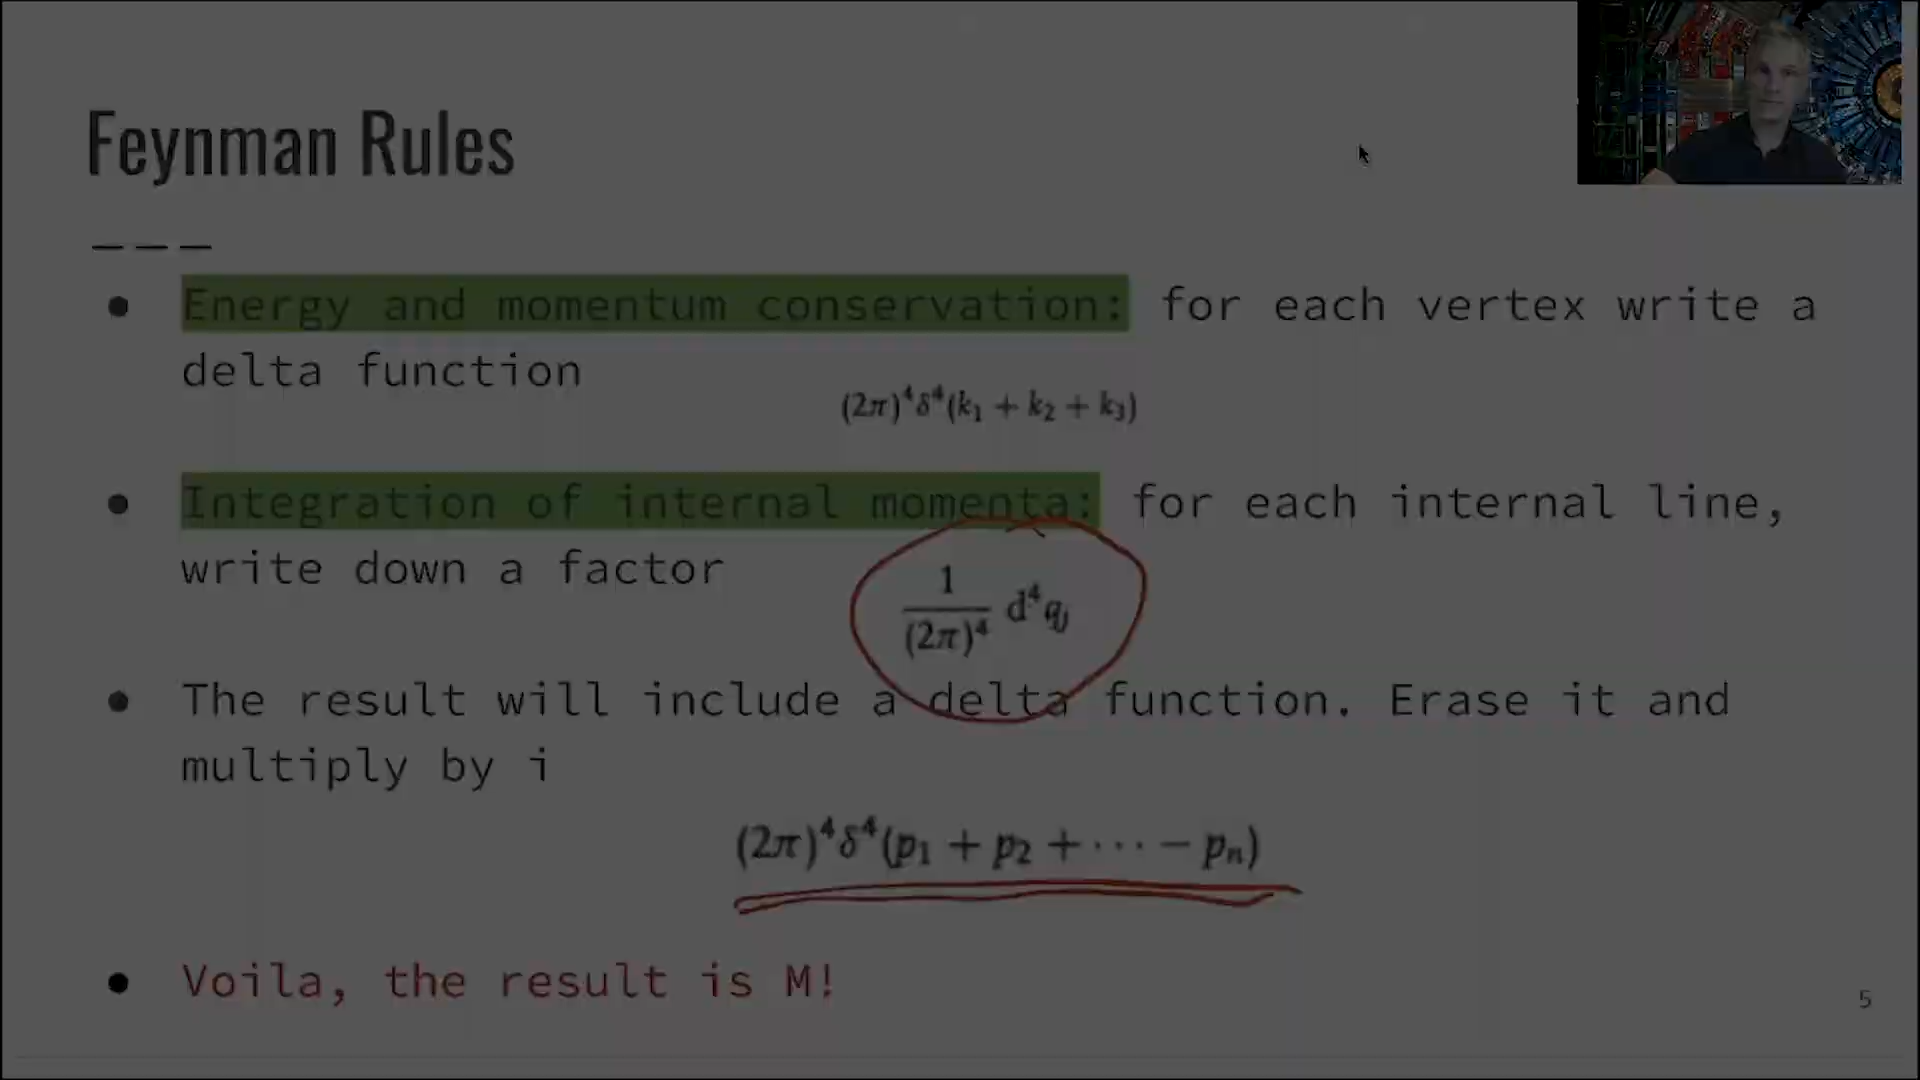 Feynman Rules
Energy and momentum conservation: for each vertex write a
delta function
(2π)⁴δ⁴(k₁ + k₂ + k₃)
Integration of internal momenta: for each internal line,
write down a factor
1/(2π)⁴ d⁴qⱼ
The result will include a delta function. Erase it and
multiply by i
(2π)⁴δ⁴(p₁ + p₂ + ··· − pₙ)
Voila, the result is M!
5